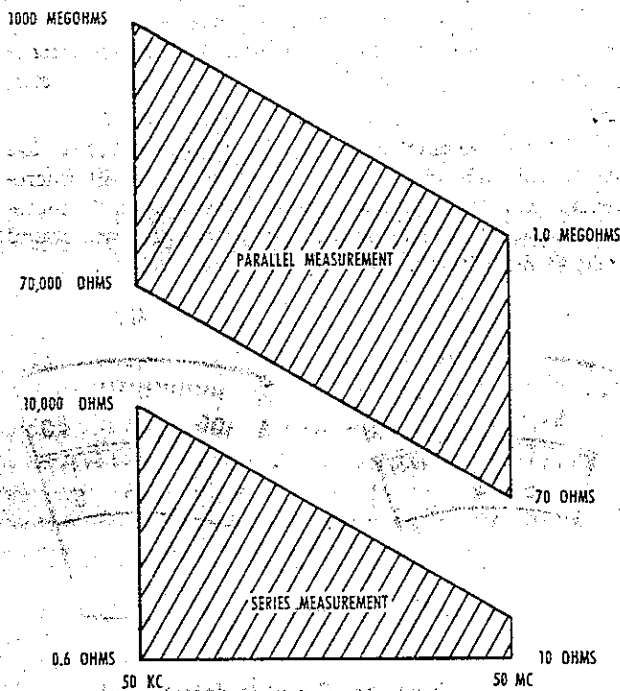 1000 MEGOHMS
1.0 MEGOHMS
PARALLEL MEASUREMENT
70,000 OHMS
10,000 OHMS
70 OHMS
SERIES MEASUREMENT
0.6 OHMS
10 OHMS
50 KC
50 MC